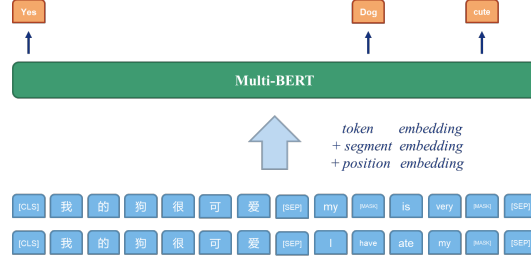 Yes Dog cute
Multi-BERT
token embedding
+ segment embedding
+ position embedding
[CLS] 我 的 狗 很 可 爱 [SEP] my [MASK] is very [MASK] [SEP]
[CLS] 我 的 狗 很 可 爱 [SEP] I have ate my [MASK] [SEP]